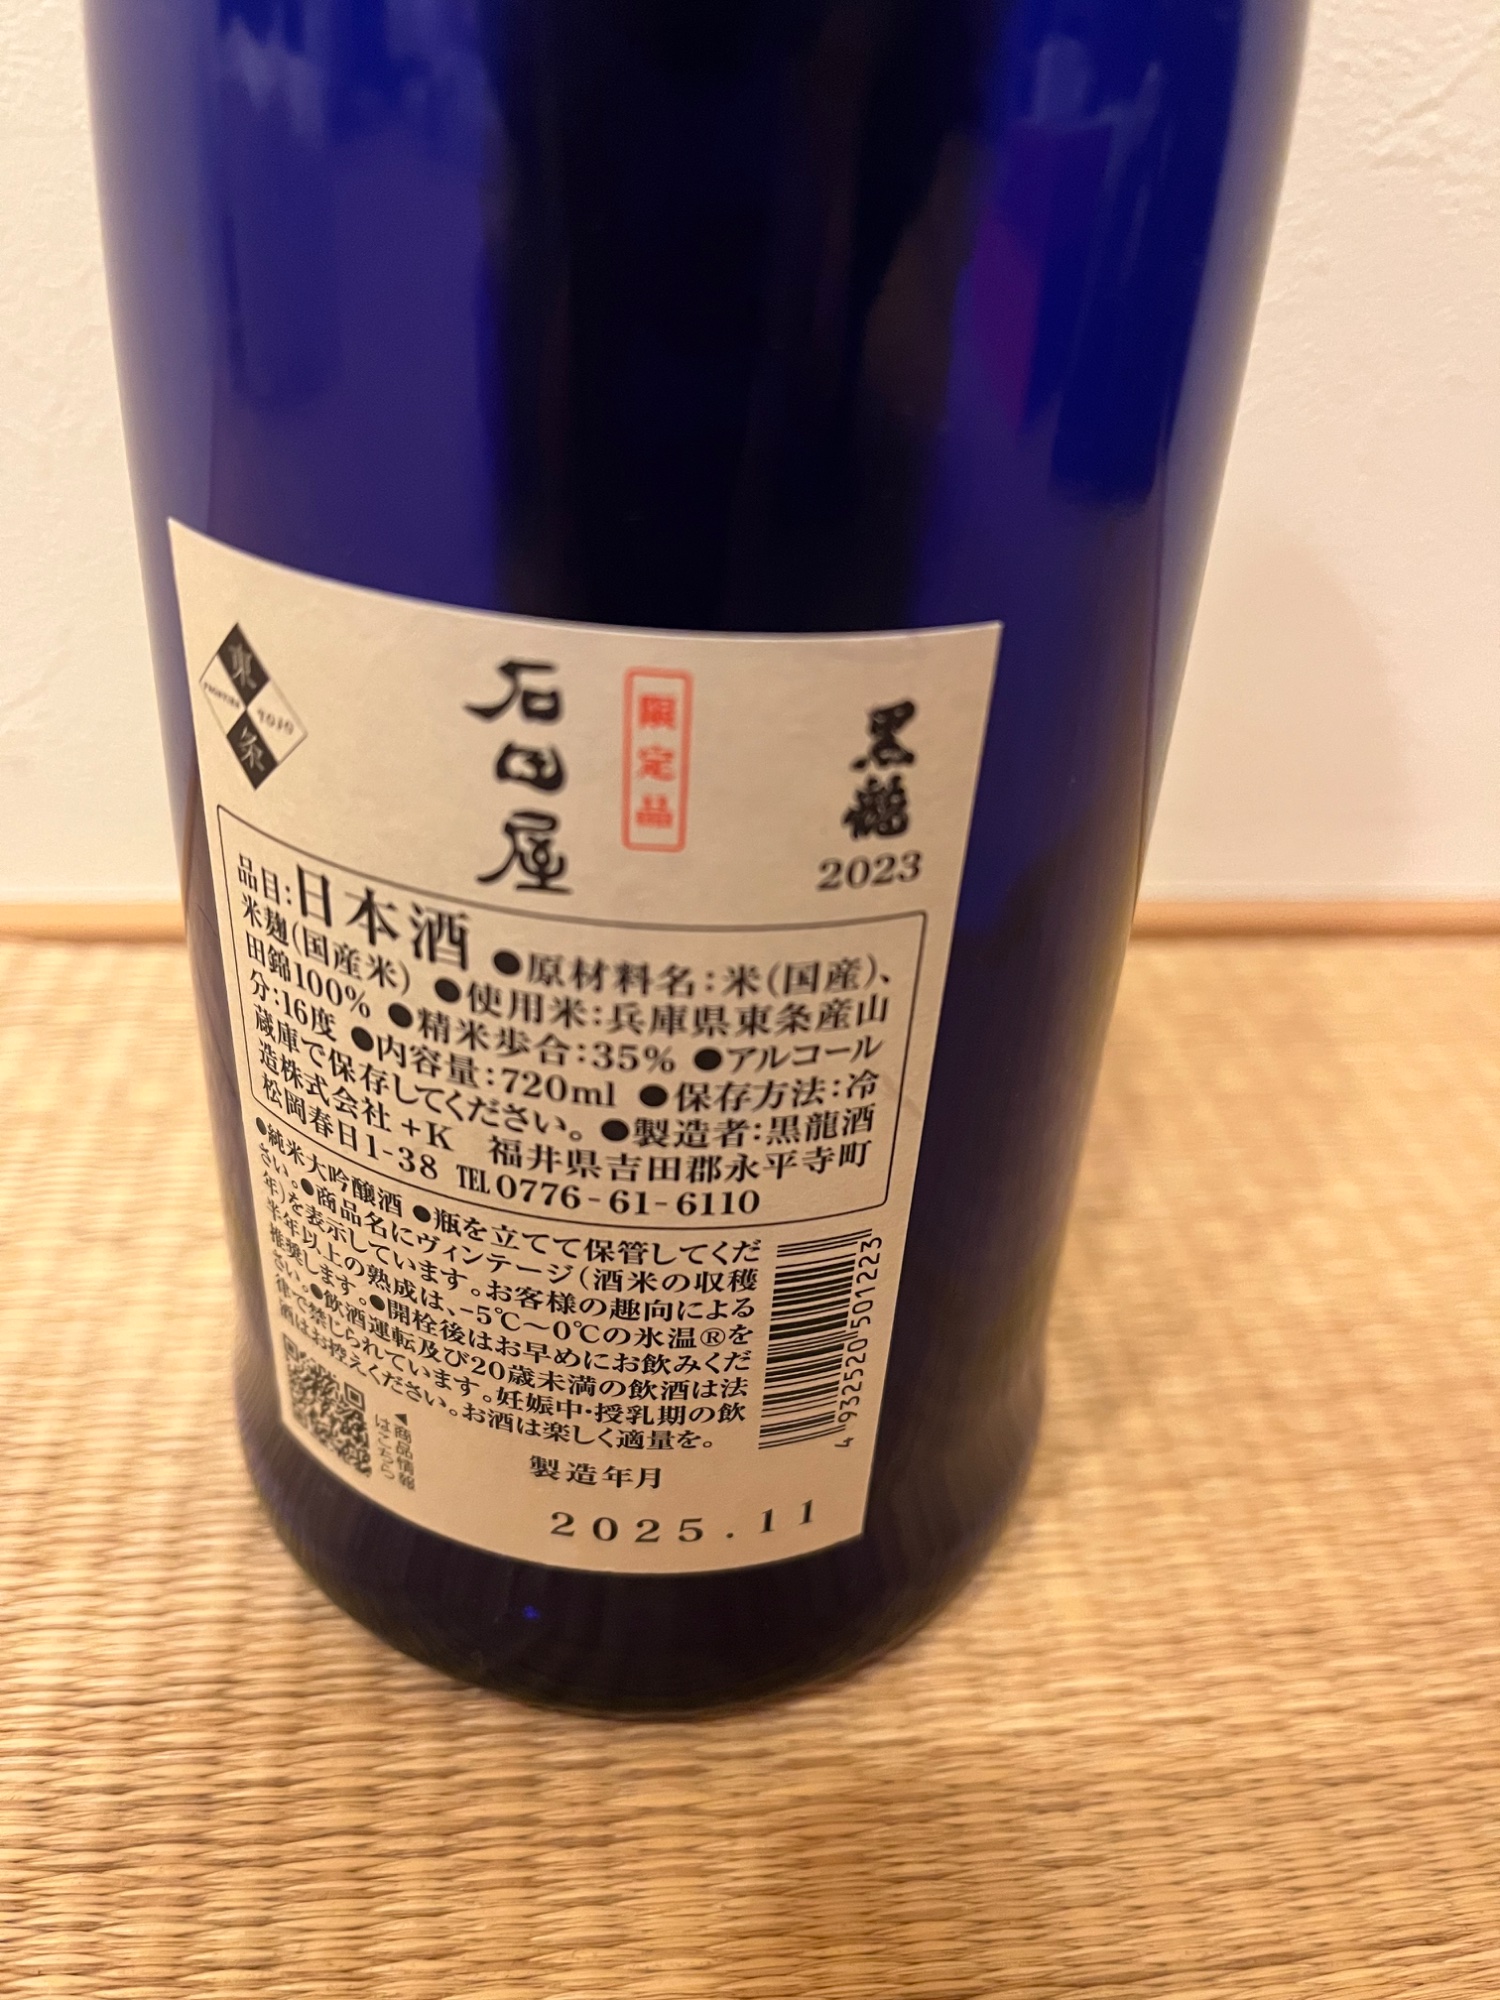 黒龍
2023
限定品
石田屋
東条
TOJO
品目:日本酒 ●原材料名:米(国産)、
米麹(国産米) ●使用米:兵庫県東条産山
田錦100% ●精米歩合:35% ●アルコール
分:16度 ●内容量:720ml ●保存方法:冷
蔵庫で保存してください。●製造者:黒龍酒
造株式会社+K 福井県吉田郡永平寺町
松岡春日1-38 TEL0776-61-6110
●純米大吟醸酒 ●瓶を立てて保管してくだ
さい。●商品名にヴィンテージ(酒米の収穫
年)を表示しています。お客様の趣向による
半年以上の熟成は、-5℃〜0℃の氷温®を
推奨します。●開栓後はお早めにお飲みくだ
さい。●飲酒運転及び20歳未満の飲酒は法
律で禁じられています。妊娠中・授乳期の飲
酒はお控えください。お酒は楽しく適量を。
4 932520 501223
◀商品情報
はこちら
製造年月
2025.11